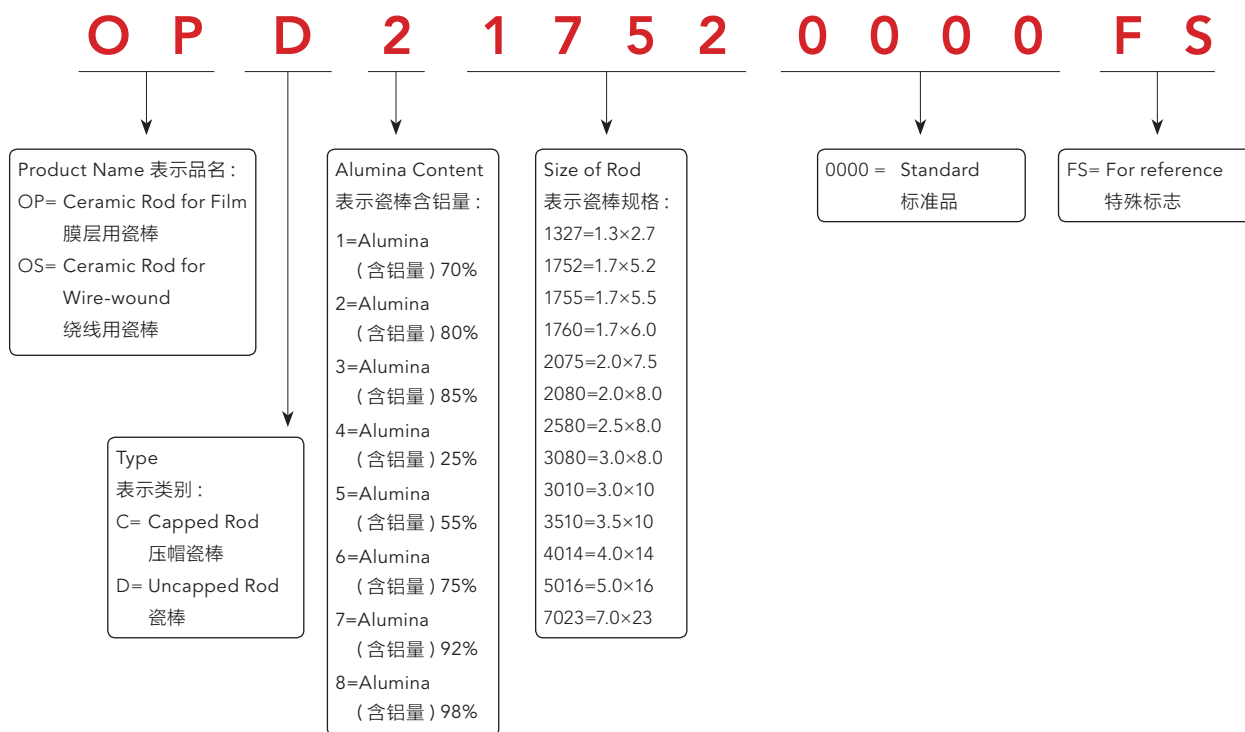 O P D 2 1 7 5 2 0 0 0 0 F S
Product Name 表示品名 :
OP= Ceramic Rod for Film
膜层用瓷棒
OS= Ceramic Rod for
Wire-wound
绕线用瓷棒
Type
表示类别 :
C= Capped Rod
压帽瓷棒
D= Uncapped Rod
瓷棒
Alumina Content
表示瓷棒含铝量 :
1=Alumina
( 含铝量 ) 70%
2=Alumina
( 含铝量 ) 80%
3=Alumina
( 含铝量 ) 85%
4=Alumina
( 含铝量 ) 25%
5=Alumina
( 含铝量 ) 55%
6=Alumina
( 含铝量 ) 75%
7=Alumina
( 含铝量 ) 92%
8=Alumina
( 含铝量 ) 98%
Size of Rod
表示瓷棒规格 :
1327=1.3×2.7
1752=1.7×5.2
1755=1.7×5.5
1760=1.7×6.0
2075=2.0×7.5
2080=2.0×8.0
2580=2.5×8.0
3080=3.0×8.0
3010=3.0×10
3510=3.5×10
4014=4.0×14
5016=5.0×16
7023=7.0×23
0000 = Standard
标准品
FS= For reference
特殊标志